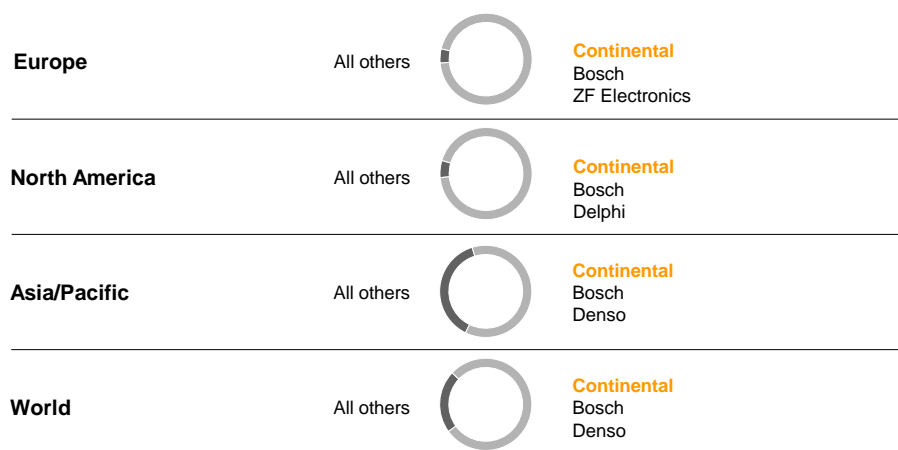 Europe
All others
Continental
Bosch
ZF Electronics
North America
All others
Continental
Bosch
Delphi
Asia/Pacific
All others
Continental
Bosch
Denso
World
All others
Continental
Bosch
Denso